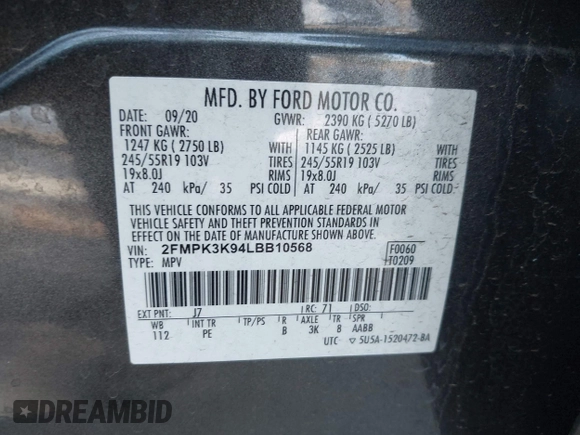 MFD. BY FORD MOTOR CO.
DATE: 09/20 GVWR: 2390 KG ( 5270 LB)
FRONT GAWR: REAR GAWR:
1247 KG ( 2750 LB) WITH 1145 KG ( 2525 LB) WITH
245/55R19 103V TIRES 245/55R19 103V TIRES
19x8.0J RIMS 19x8.0J RIMS
AT 240 kPa/ 35 PSI COLD AT 240 kPa/ 35 PSI COLD
THIS VEHICLE CONFORMS TO ALL APPLICABLE FEDERAL MOTOR
VEHICLE SAFETY AND THEFT PREVENTION STANDARDS IN
EFFECT ON THE DATE OF MANUFACTURE SHOWN ABOVE.
VIN: 2FMPK3K94LBB10568 F0060
TYPE: MPV T0209
EXT PNT: J7 RC: 71 DSO:
WB INT TR TP/PS R AXLE TR SPR
112 PE B 3K 8 AABB
UTC ▽ 5U5A-1520472-BA
DREAMBID